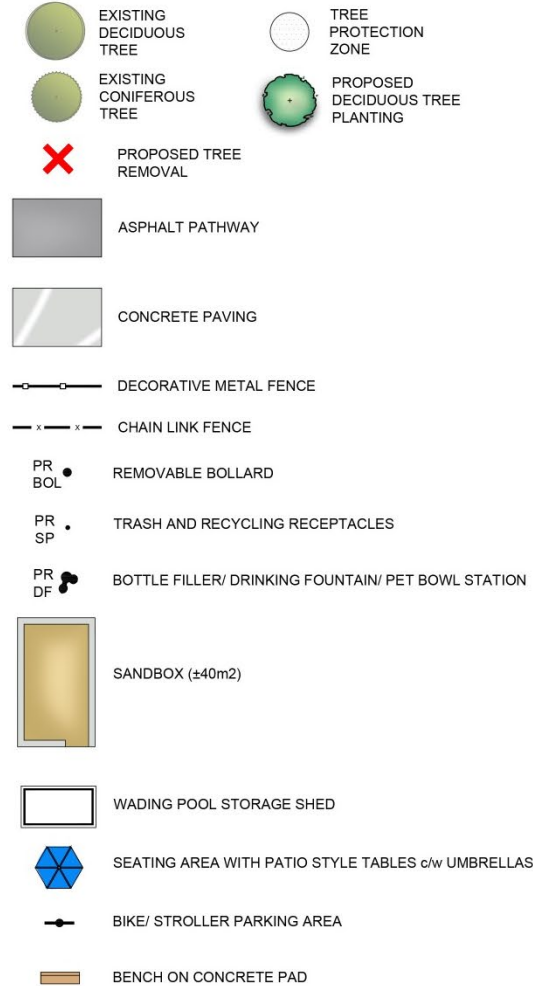 EXISTING
DECIDUOUS
TREE
TREE
PROTECTION
ZONE
EXISTING
CONIFEROUS
TREE
PROPOSED
DECIDUOUS TREE
PLANTING
PROPOSED TREE
REMOVAL
ASPHALT PATHWAY
CONCRETE PAVING
DECORATIVE METAL FENCE
x x
CHAIN LINK FENCE
PR
BOL
REMOVABLE BOLLARD
PR
SP
TRASH AND RECYCLING RECEPTACLES
PR
DF
BOTTLE FILLER/ DRINKING FOUNTAIN/ PET BOWL STATION
SANDBOX (±40m2)
WADING POOL STORAGE SHED
SEATING AREA WITH PATIO STYLE TABLES c/w UMBRELLAS
BIKE/ STROLLER PARKING AREA
BENCH ON CONCRETE PAD